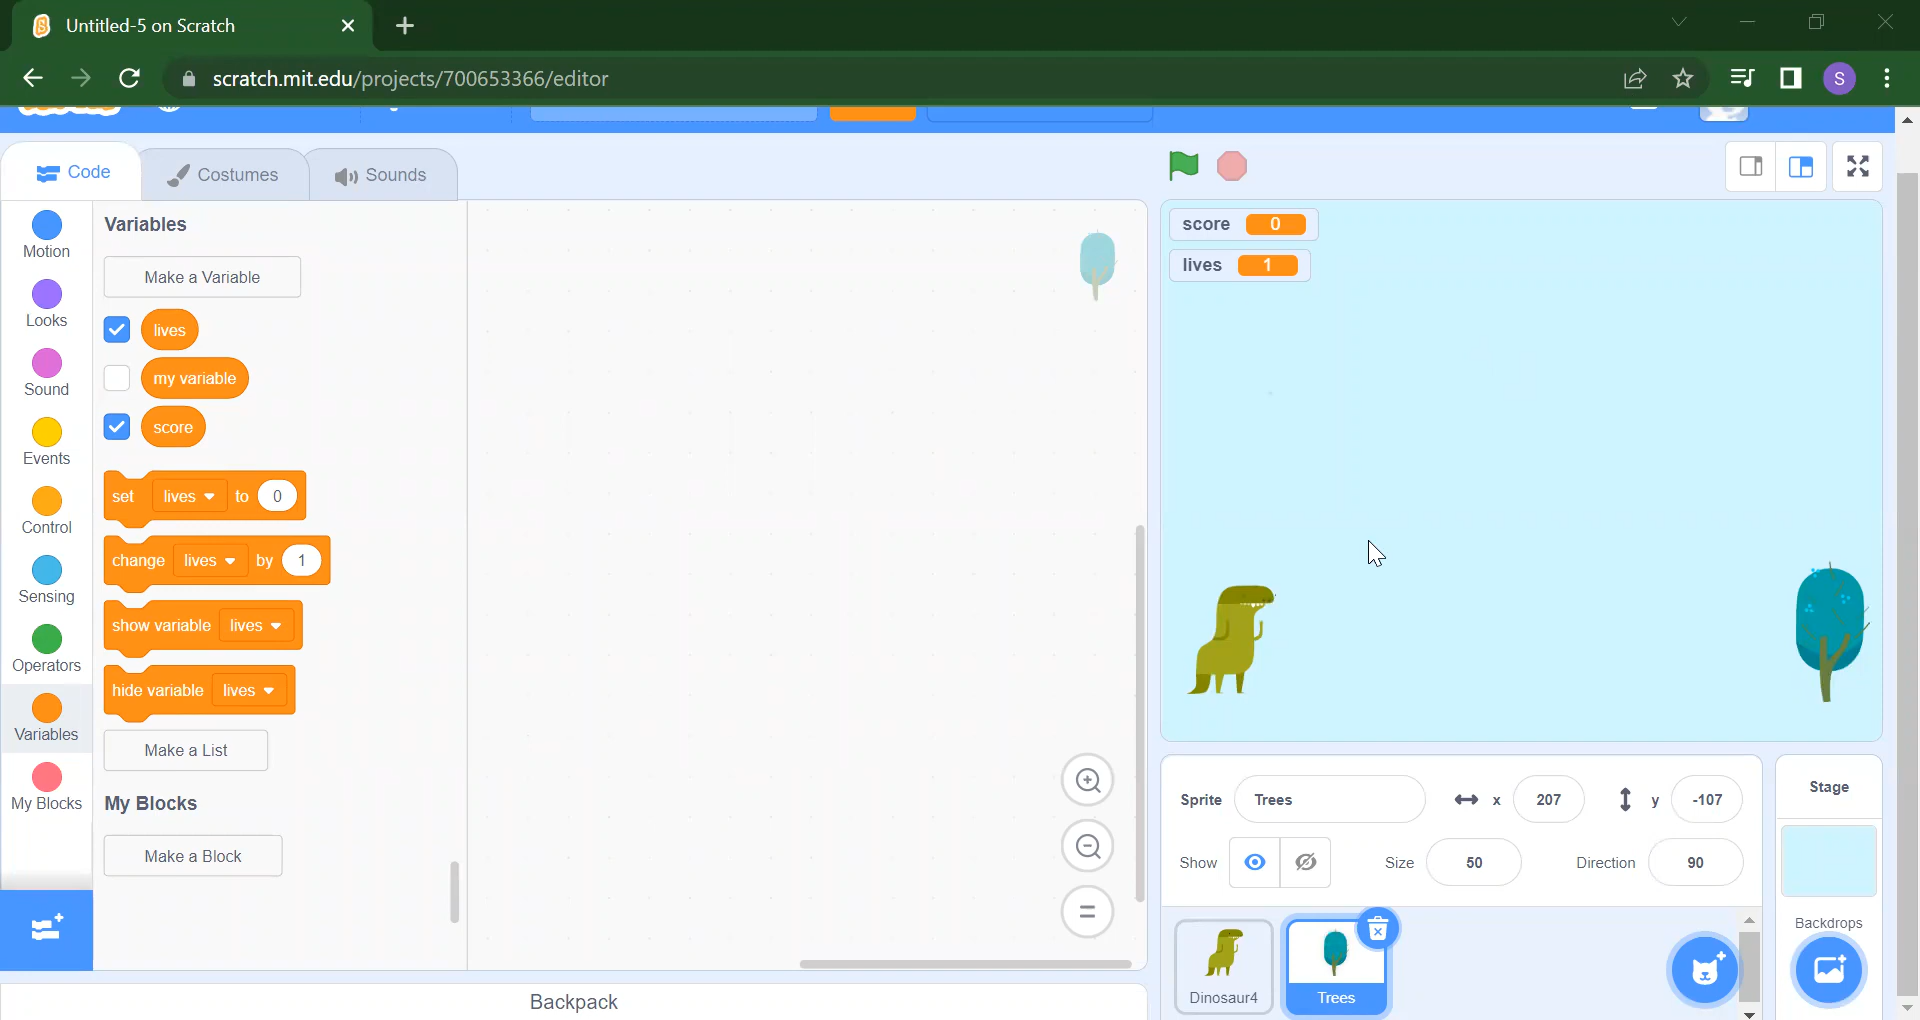 Untitled-5 on Scratch
scratch.mit.edu/projects/700653366/editor
S
Code
Costumes
Sounds
Motion
Looks
Sound
Events
Control
Sensing
Operators
Variables
My Blocks
Variables
Make a Variable
lives
my variable
score
set lives to 0
change lives by 1
show variable lives
hide variable lives
Make a List
My Blocks
Make a Block
Backpack
score 0
lives 1
Sprite Trees x 207 y -107
Show Size 50 Direction 90
Dinosaur4
Trees
Stage
Backdrops